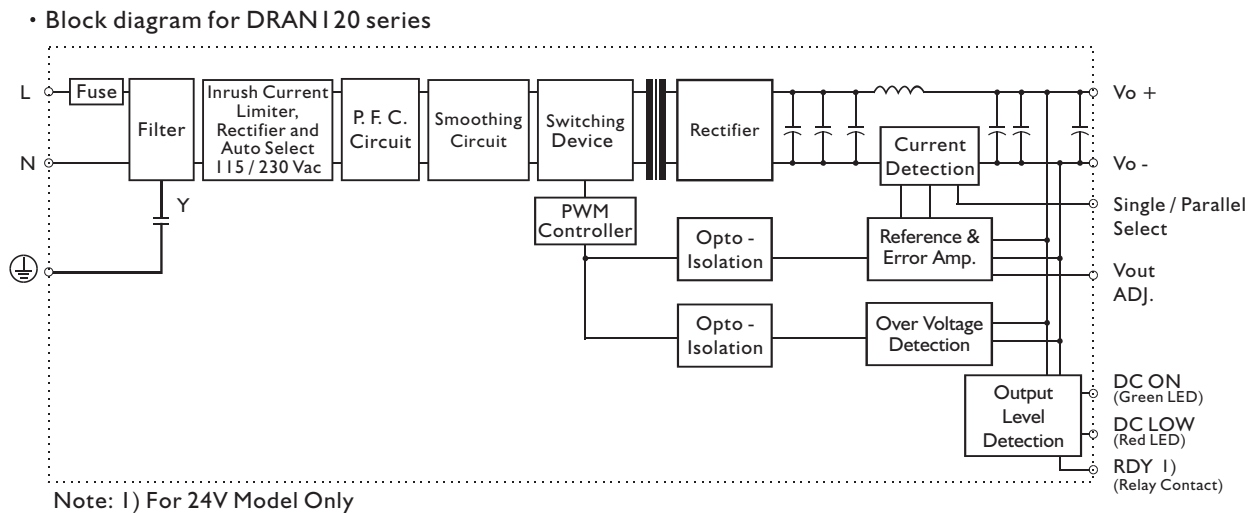 • Block diagram for DRAN120 series
L
Fuse
N
Filter
Inrush Current
Limiter,
Rectifier and
Auto Select
115 / 230 Vac
P. F. C.
Circuit
Smoothing
Circuit
Switching
Device
Rectifier
Current
Detection
Vo +
Vo -
Single / Parallel
Select
Y
PWM
Controller
Opto -
Isolation
Reference &
Error Amp.
Vout
ADJ.
Opto -
Isolation
Over Voltage
Detection
Output
Level
Detection
DC ON
(Green LED)
DC LOW
(Red LED)
RDY 1)
(Relay Contact)
Note: 1) For 24V Model Only